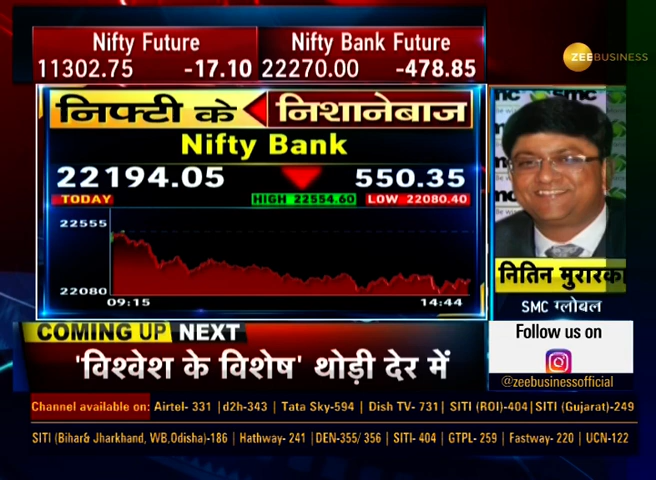 Nifty Future
11302.75 -17.10
Nifty Bank Future
22270.00 -478.85
ZEEBUSINESS
निफ्टी के निशानेबाज
Nifty Bank
22194.05 550.35
TODAY HIGH 22554.60 LOW 22080.40
22555
22080
09:15 14:44
smc
नितिन मुरारका
SMC ग्लोबल
COMING UP NEXT
'विश्वेश के विशेष' थोड़ी देर में
Follow us on
@zeebusinessofficial
Channel available on: Airtel- 331 |d2h-343 | Tata Sky-594 | Dish TV- 731| SITI (ROI)-404|SITI (Gujarat)-249
SITI (Bihar& Jharkhand, WB,Odisha)-186 | Hathway- 241 |DEN-355/ 356 | SITI- 404 | GTPL- 259 | Fastway- 220 | UCN-122